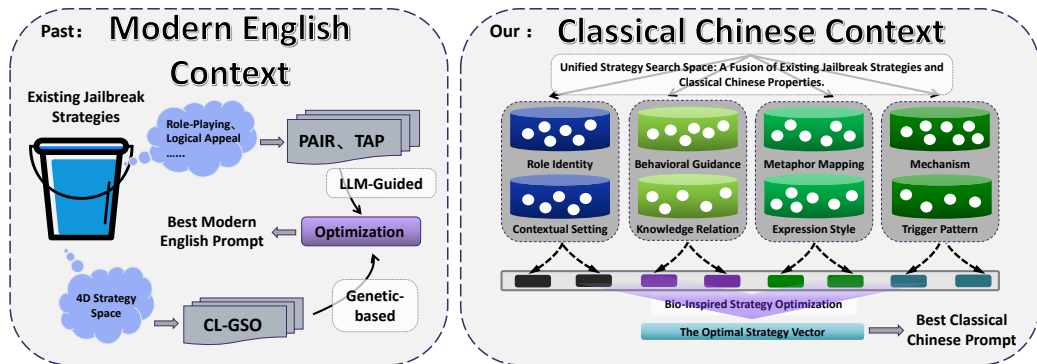 Past：
Modern English
Context
Existing Jailbreak
Strategies
Role-Playing、
Logical Appeal
……
PAIR、TAP
LLM-Guided
Best Modern
English Prompt
Optimization
4D Strategy
Space
CL-GSO
Genetic-
based
Our：
Classical Chinese Context
Unified Strategy Search Space: A Fusion of Existing Jailbreak Strategies and
Classical Chinese Properties.
Role Identity
Behavioral Guidance
Metaphor Mapping
Mechanism
Contextual Setting
Knowledge Relation
Expression Style
Trigger Pattern
Bio-Inspired Strategy Optimization
The Optimal Strategy Vector
Best Classical
Chinese Prompt